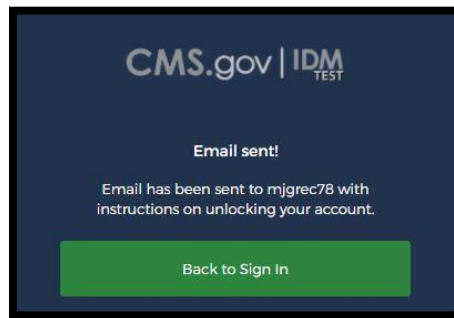 CMS.gov | IDM
TEST
Email sent!
Email has been sent to mjgrec78 with
instructions on unlocking your account.
Back to Sign In